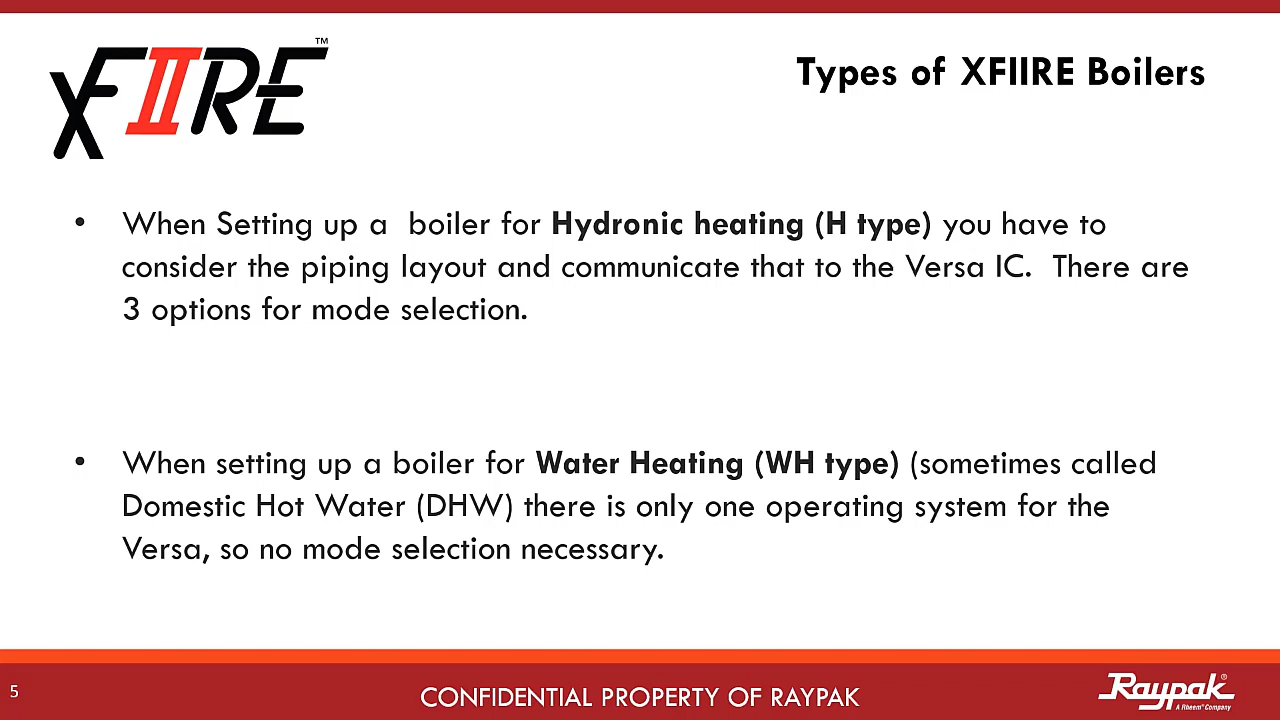 XFIIRE™
Types of XFIIRE Boilers
• When Setting up a  boiler for Hydronic heating (H type) you have to
consider the piping layout and communicate that to the Versa IC.  There are
3 options for mode selection.
• When setting up a boiler for Water Heating (WH type) (sometimes called
Domestic Hot Water (DHW) there is only one operating system for the
Versa, so no mode selection necessary.
5
CONFIDENTIAL PROPERTY OF RAYPAK
Raypak®
A Rheem® Company